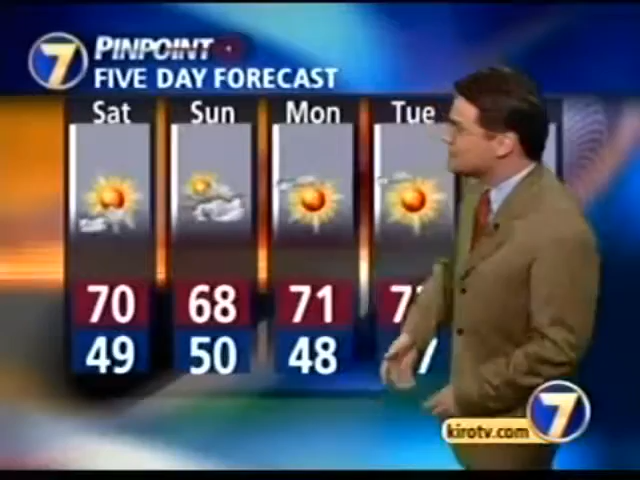 7 PINPOINT
FIVE DAY FORECAST
Sat Sun Mon Tue
70 68 71
49 50 48
7
kirotv.com